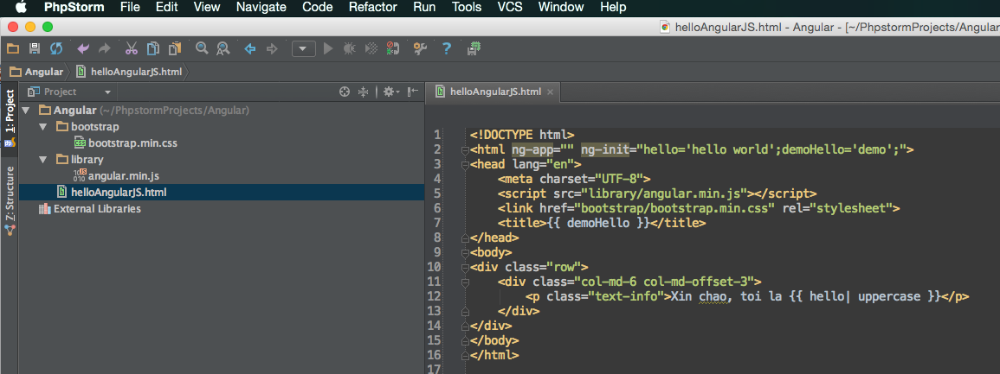 PhpStorm File Edit View Navigate Code Refactor Run Tools VCS Window Help
helloAngularJS.html - Angular - [~/PhpstormProjects/Angular
Angular helloAngularJS.html
1: Project
Z: Structure
Project
Angular (~/PhpstormProjects/Angular)
bootstrap
bootstrap.min.css
library
angular.min.js
helloAngularJS.html
External Libraries
helloAngularJS.html
1 <!DOCTYPE html>
2 <html ng-app="" ng-init="hello='hello world';demoHello='demo';">
3 <head lang="en">
4     <meta charset="UTF-8">
5     <script src="library/angular.min.js"></script>
6     <link href="bootstrap/bootstrap.min.css" rel="stylesheet">
7     <title>{{ demoHello }}</title>
8 </head>
9 <body>
10 <div class="row">
11     <div class="col-md-6 col-md-offset-3">
12         <p class="text-info">Xin chao, toi la {{ hello| uppercase }}</p>
13     </div>
14 </div>
15 </body>
16 </html>
17